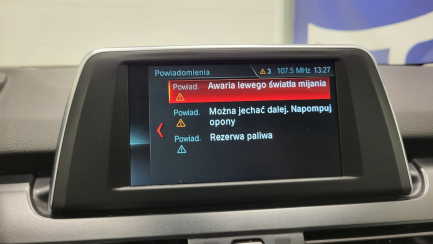 Powiadomienia 3 107.5 MHz 13:27
Powiad. Awaria lewego światła mijania
Powiad. Można jechać dalej. Napompuj
opony
Powiad. Rezerwa paliwa